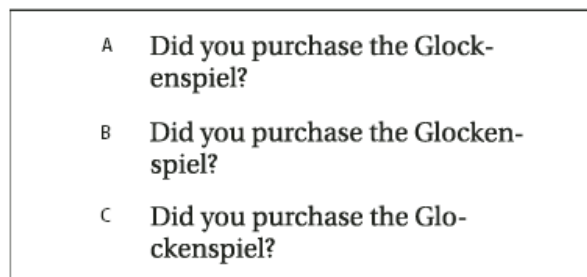 A Did you purchase the Glock-
enspiel?
B Did you purchase the Glocken-
spiel?
C Did you purchase the Glo-
ckenspiel?